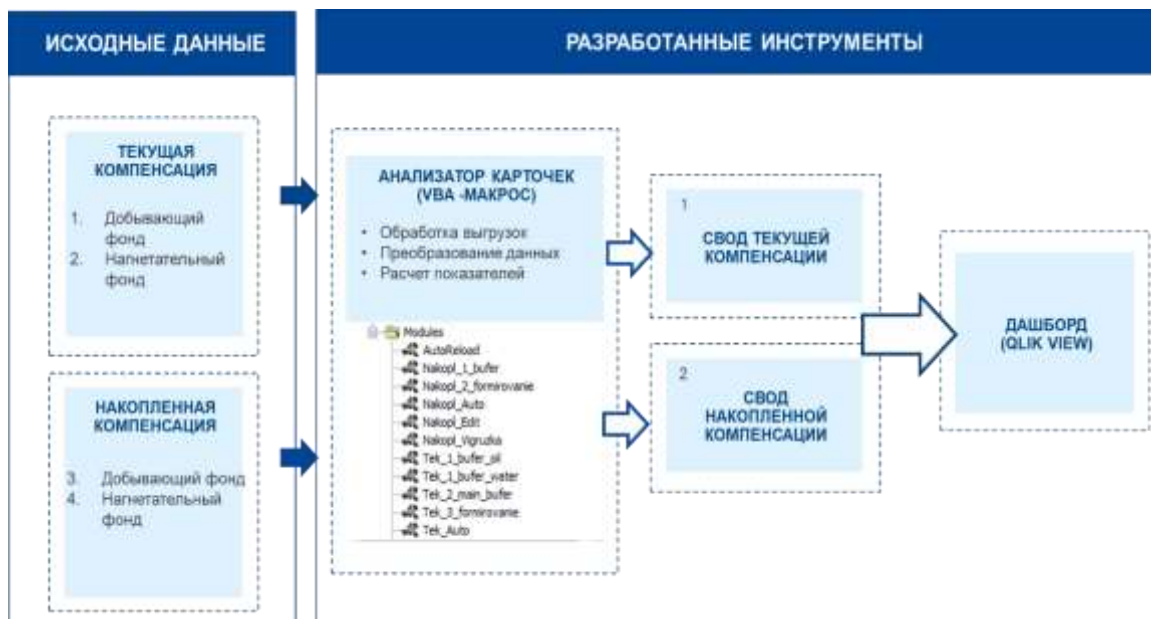 ИСХОДНЫЕ ДАННЫЕ
РАЗРАБОТАННЫЕ ИНСТРУМЕНТЫ
ТЕКУЩАЯ
КОМПЕНСАЦИЯ
1. Добывающий
фонд
2. Нагнетательный
фонд
НАКОПЛЕННАЯ
КОМПЕНСАЦИЯ
3. Добывающий фонд
4. Нагнетательный
фонд
АНАЛИЗАТОР КАРТОЧЕК
(VBA -МАКРОС)
• Обработка выгрузок
• Преобразование данных
• Расчет показателей
Modules
AutoReload
Nakopl_1_bufer
Nakopl_2_formirovanie
Nakopl_Auto
Nakopl_Edit
Nakopl_Vigruzka
Tek_1_bufer_oil
Tek_1_bufer_water
Tek_2_main_bufer
Tek_3_formirovanie
Tek_Auto
1
СВОД ТЕКУЩЕЙ
КОМПЕНСАЦИИ
2
СВОД
НАКОПЛЕННОЙ
КОМПЕНСАЦИИ
ДАШБОРД
(QLIK VIEW)